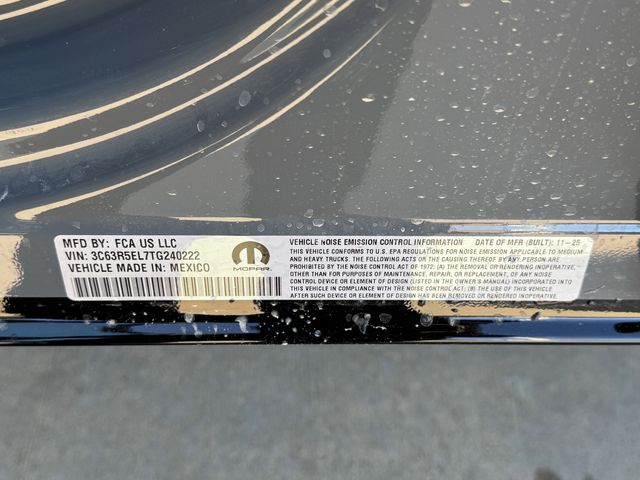 MFD BY: FCA US LLC
VIN: 3C63R5EL7TG240222
VEHICLE MADE IN: MEXICO
MOPAR
VEHICLE NOISE EMISSION CONTROL INFORMATION DATE OF MFR (BUILT): 11-25
THIS VEHICLE CONFORMS TO U.S. EPA REGULATIONS FOR NOISE EMISSION APPLICABLE TO MEDIUM
AND HEAVY TRUCKS. THE FOLLOWING ACTS OR THE CAUSING THEREOF BY ANY PERSON ARE
PROHIBITED BY THE NOISE CONTROL ACT OF 1972: (A) THE REMOVAL OR RENDERING INOPERATIVE,
OTHER THAN FOR PURPOSES OF MAINTENANCE, REPAIR, OR REPLACEMENT, OF ANY NOISE
CONTROL DEVICE OR ELEMENT OF DESIGN (LISTED IN THE OWNER'S MANUAL) INCORPORATED INTO
THIS VEHICLE IN COMPLIANCE WITH THE NOISE CONTROL ACT; (B) THE USE OF THIS VEHICLE
AFTER SUCH DEVICE OR ELEMENT OF DESIGN HAS BEEN REMOVED OR RENDERED INOPERATIVE.